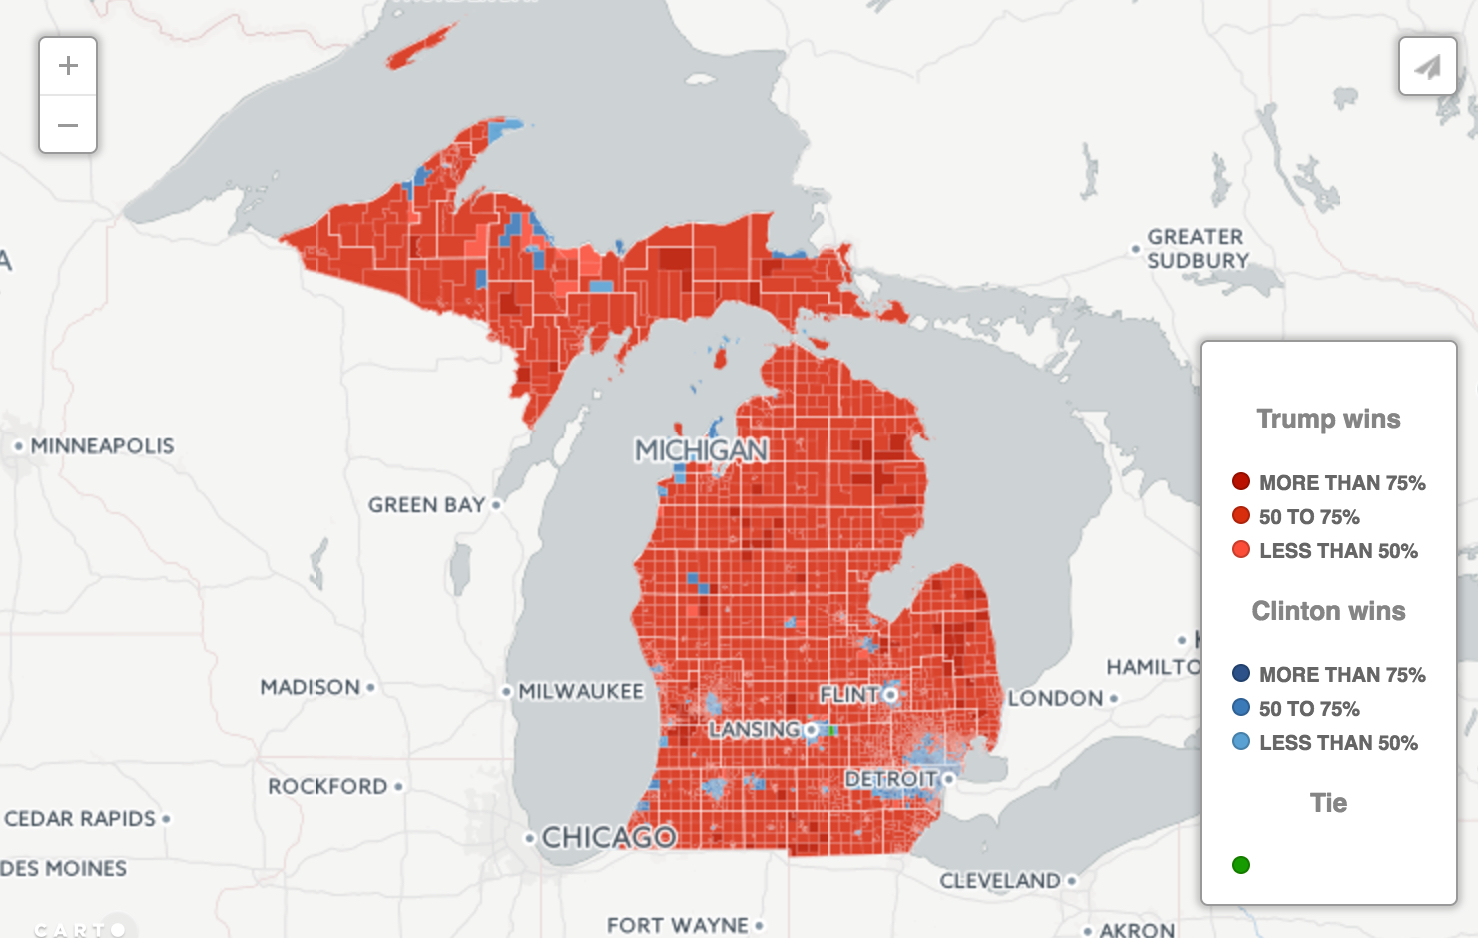 +
−
GREATER
SUDBURY
MINNEAPOLIS
MICHIGAN
GREEN BAY
Trump wins
MORE THAN 75%
50 TO 75%
LESS THAN 50%
Clinton wins
MORE THAN 75%
50 TO 75%
LESS THAN 50%
Tie
HAMILTO
MADISON
MILWAUKEE
FLINT
LONDON
LANSING
ROCKFORD
DETROIT
CEDAR RAPIDS
CHICAGO
DES MOINES
CLEVELAND
FORT WAYNE
AKRON
CARTO